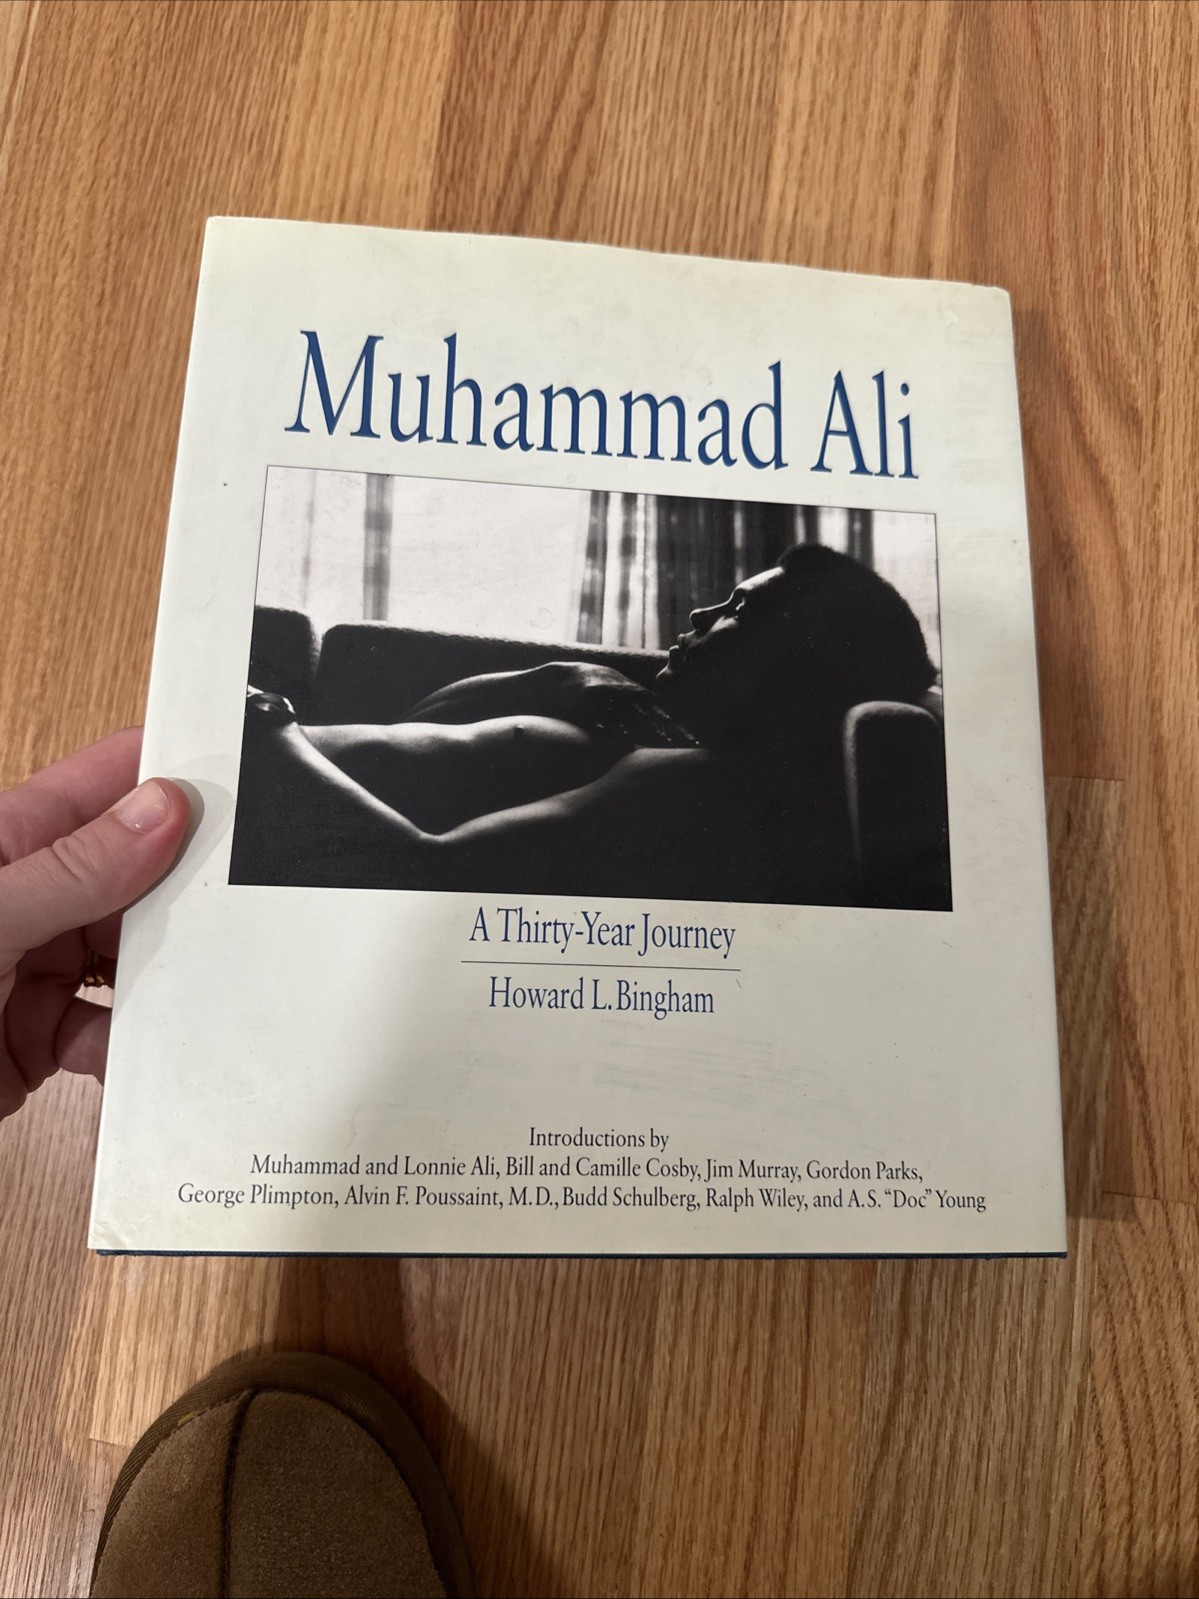 Muhammad Ali
A Thirty-Year Journey
Howard L. Bingham
Introductions by
Muhammad and Lonnie Ali, Bill and Camille Cosby, Jim Murray, Gordon Parks,
George Plimpton, Alvin F. Poussaint, M.D., Budd Schulberg, Ralph Wiley, and A.S. “Doc” Young